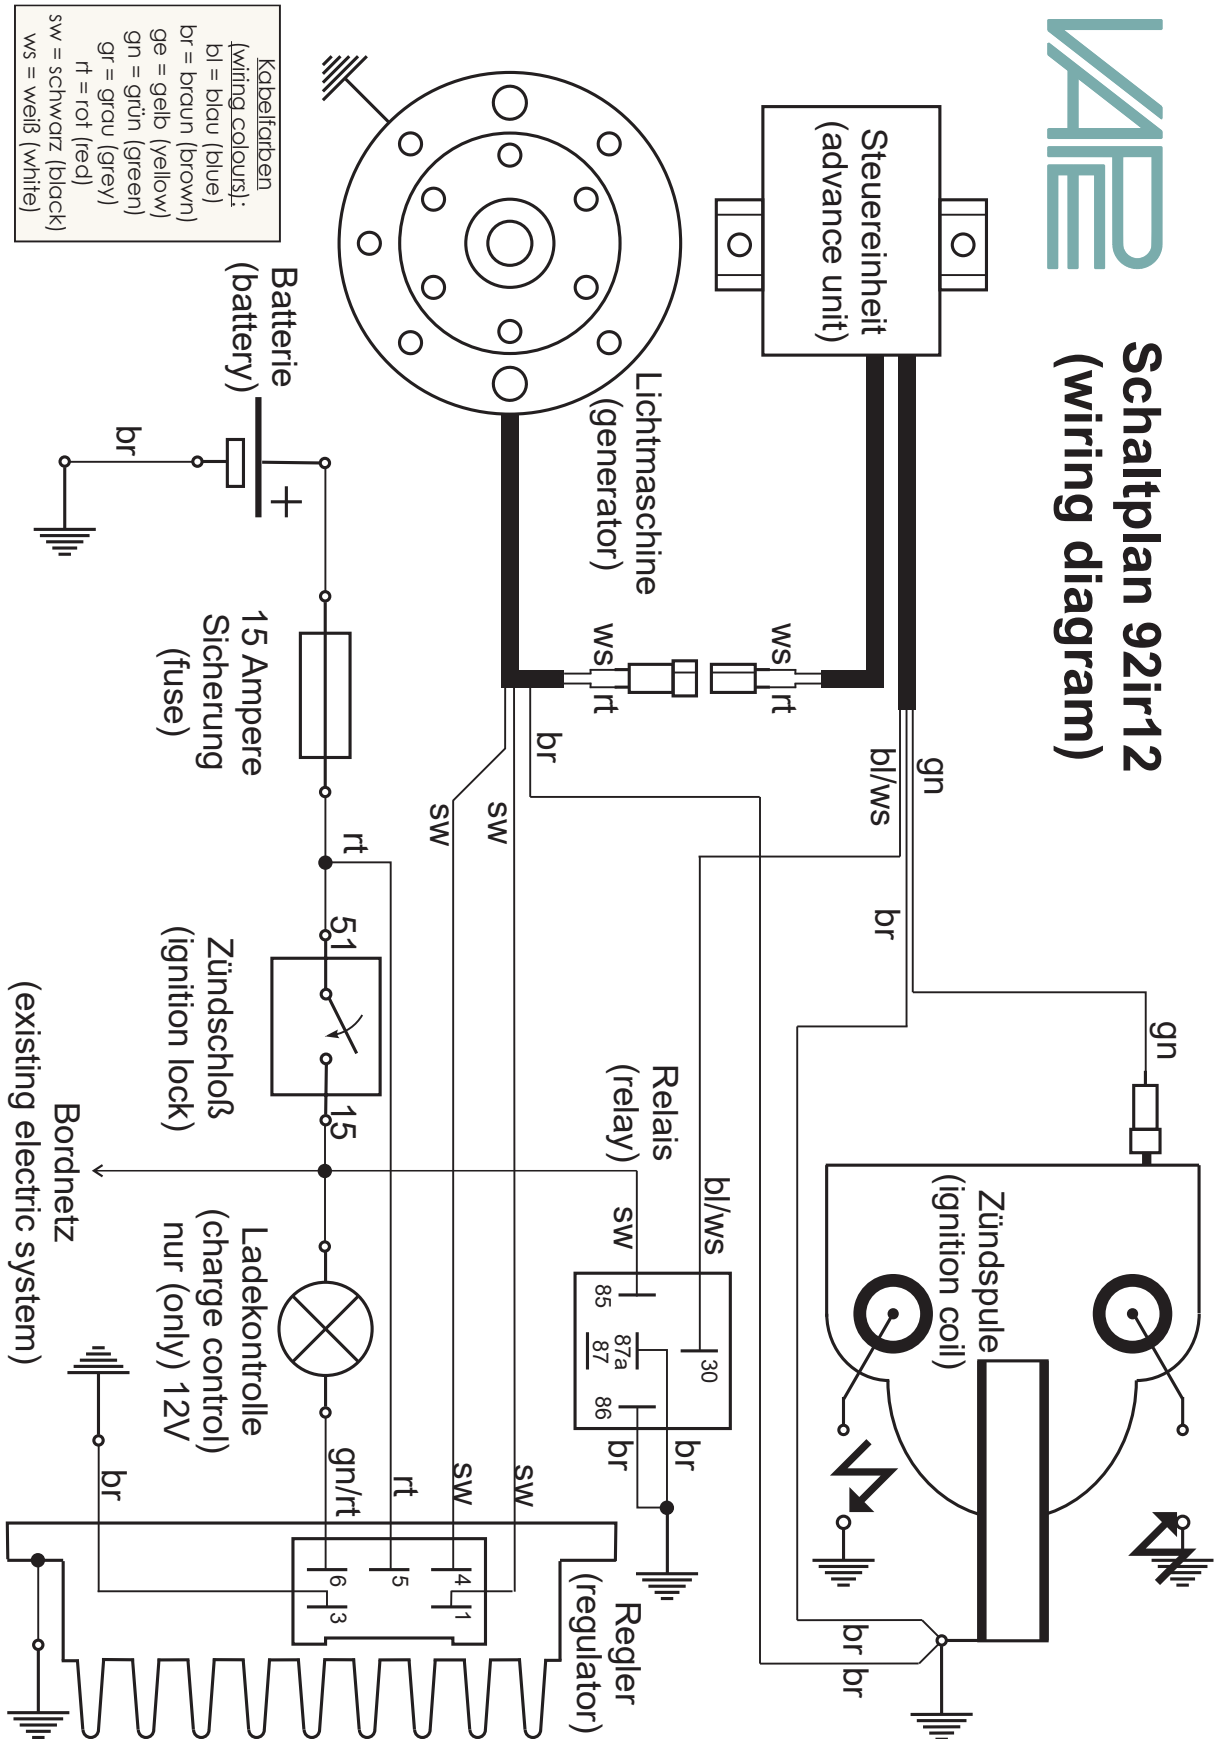 VAPE
Schaltplan 92ir12
(wiring diagram)
Steuereinheit
(advance unit)
gn
bl/ws
br
gn
Zündspule
(ignition coil)
br
br
ws
rt
ws
rt
Lichtmaschine
(generator)
br
sw
sw
Relais
(relay)
bl/ws
sw
30
85
87a
87
86
br
br
Kabelfarben
(wiring colours):
bl = blau (blue)
br = braun (brown)
ge = gelb (yellow)
gn = grün (green)
gr = grau (grey)
rt = rot (red)
sw = schwarz (black)
ws = weiß (white)
Batterie
(battery)
+
br
15 Ampere
Sicherung
(fuse)
rt
51
15
Zündschloß
(ignition lock)
Bordnetz
(existing electric system)
Ladekontrolle
(charge control)
nur (only) 12V
gn/rt
rt
sw
sw
br
Regler
(regulator)
1
4
5
6
3